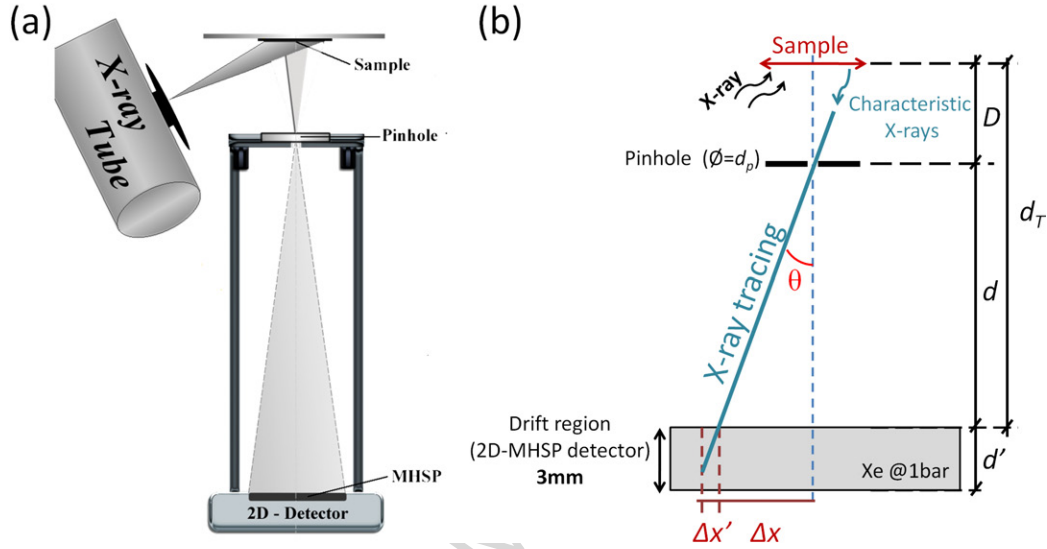 (a)
X-ray
Tube
Sample
Pinhole
MHSP
2D - Detector
(b)
Sample
X-ray
Characteristic
X-rays
Pinhole (Ø=dₚ)
D
d_T
d
θ
X-ray tracing
Drift region
(2D-MHSP detector)
3mm
Xe @1bar
d'
Δx' Δx